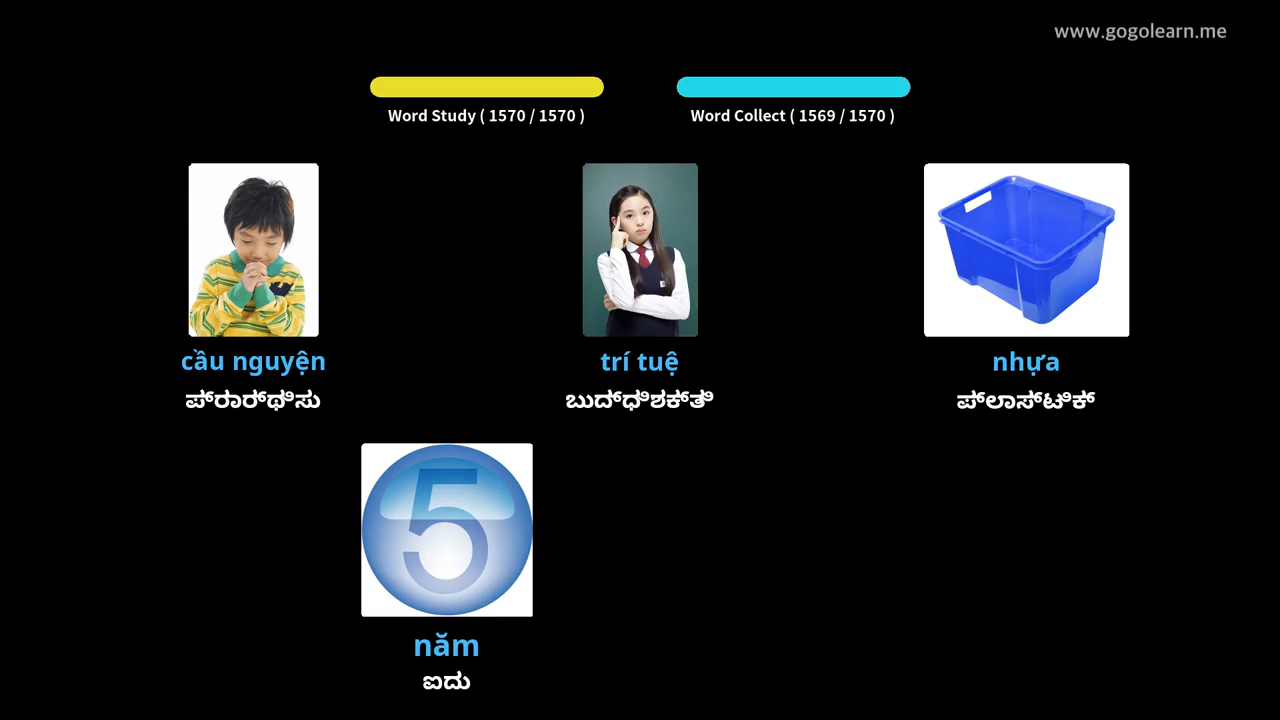 www.gogolearn.me
Word Study ( 1570 / 1570 )
Word Collect ( 1569 / 1570 )
cầu nguyện
ಪ್ರಾರ್ಥಿಸು
trí tuệ
ಬುದ್ಧಿಶಕ್ತಿ
nhựa
ಪ್ಲಾಸ್ಟಿಕ್
5
năm
ಐದು